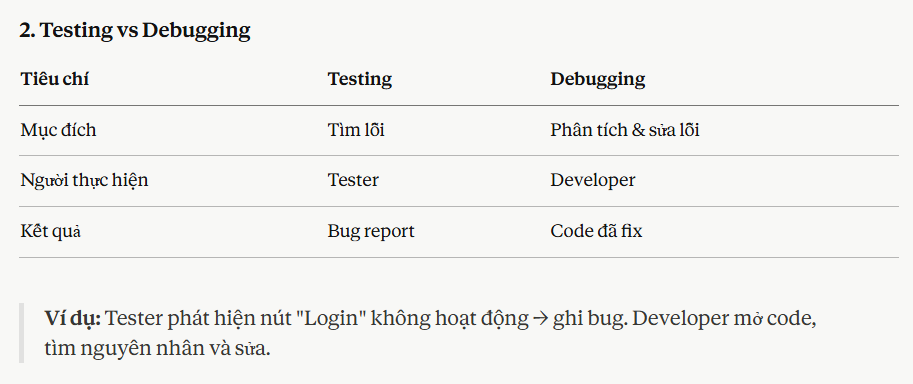 2. Testing vs Debugging
Tiêu chí Testing Debugging
Mục đích Tìm lỗi Phân tích & sửa lỗi
Người thực hiện Tester Developer
Kết quả Bug report Code đã fix
Ví dụ: Tester phát hiện nút "Login" không hoạt động → ghi bug. Developer mở code,
tìm nguyên nhân và sửa.